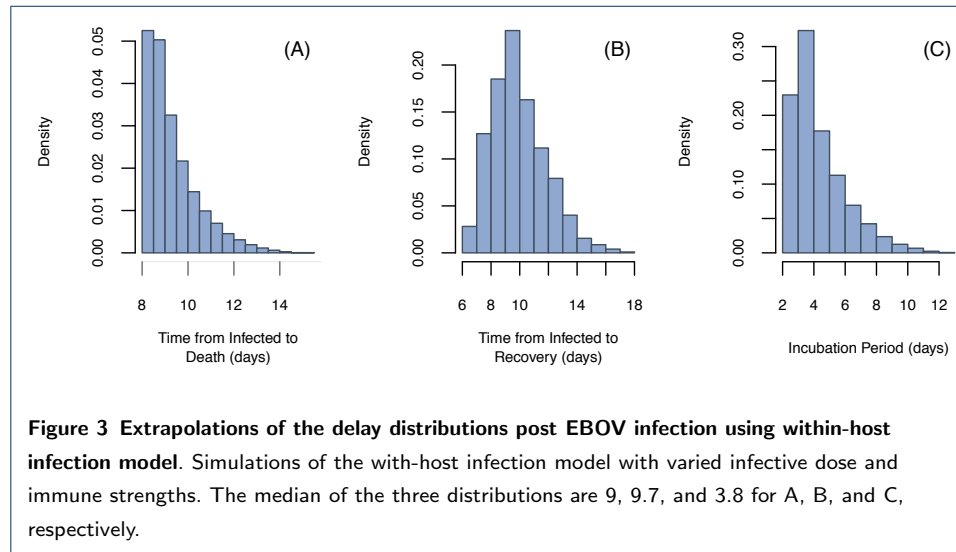 (A)
0.05
0.04
0.03
0.02
0.01
0.00
Density
8 10 12 14
Time from Infected to
Death (days)
(B)
0.20
0.15
0.10
0.05
0.00
Density
6 8 10 14 18
Time from Infected to
Recovery (days)
(C)
0.30
0.20
0.10
0.00
Density
2 4 6 8 10 12
Incubation Period (days)
Figure 3 Extrapolations of the delay distributions post EBOV infection using within-host
infection model. Simulations of the with-host infection model with varied infective dose and
immune strengths. The median of the three distributions are 9, 9.7, and 3.8 for A, B, and C,
respectively.